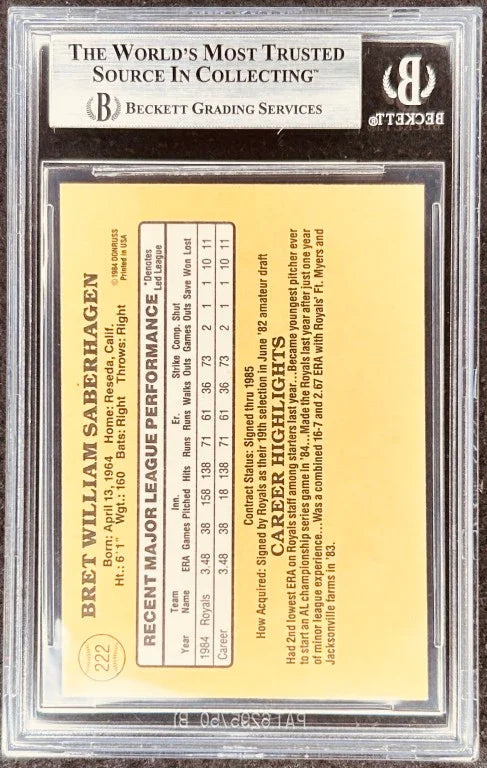 THE WORLD'S MOST TRUSTED
SOURCE IN COLLECTING™
B BECKETT GRADING SERVICES
B
BECKETT®
222
BRET WILLIAM SABERHAGEN
© 1984 DONRUSS
Printed in USA
Born: April 13, 1964 Home: Reseda, Calif.
Ht.: 6'1" Wgt.: 160 Bats: Right Throws: Right
RECENT MAJOR LEAGUE PERFORMANCE
*Denotes
Led League
Year Team Name ERA Games Inn. Pitched Hits Runs Er. Runs Walks Strike Outs Comp. Games Shut Outs Save Won Lost
1984 Royals 3.48 38 158 138 71 61 36 73 2 1 1 10 11
Career 3.48 38 18 138 71 61 36 73 2 1 1 10 11
Contract Status: Signed thru 1985
How Acquired: Signed by Royals as their 19th selection in June '82 amateur draft
CAREER HIGHLIGHTS
Had 2nd lowest ERA on Royals staff among starters last year...Became youngest pitcher ever
to start an AL championship series game in '84...Made the Royals last year after just one year
of minor league experience...Was a combined 16-7 and 2.67 ERA with Royals' Ft. Myers and
Jacksonville farms in '83.